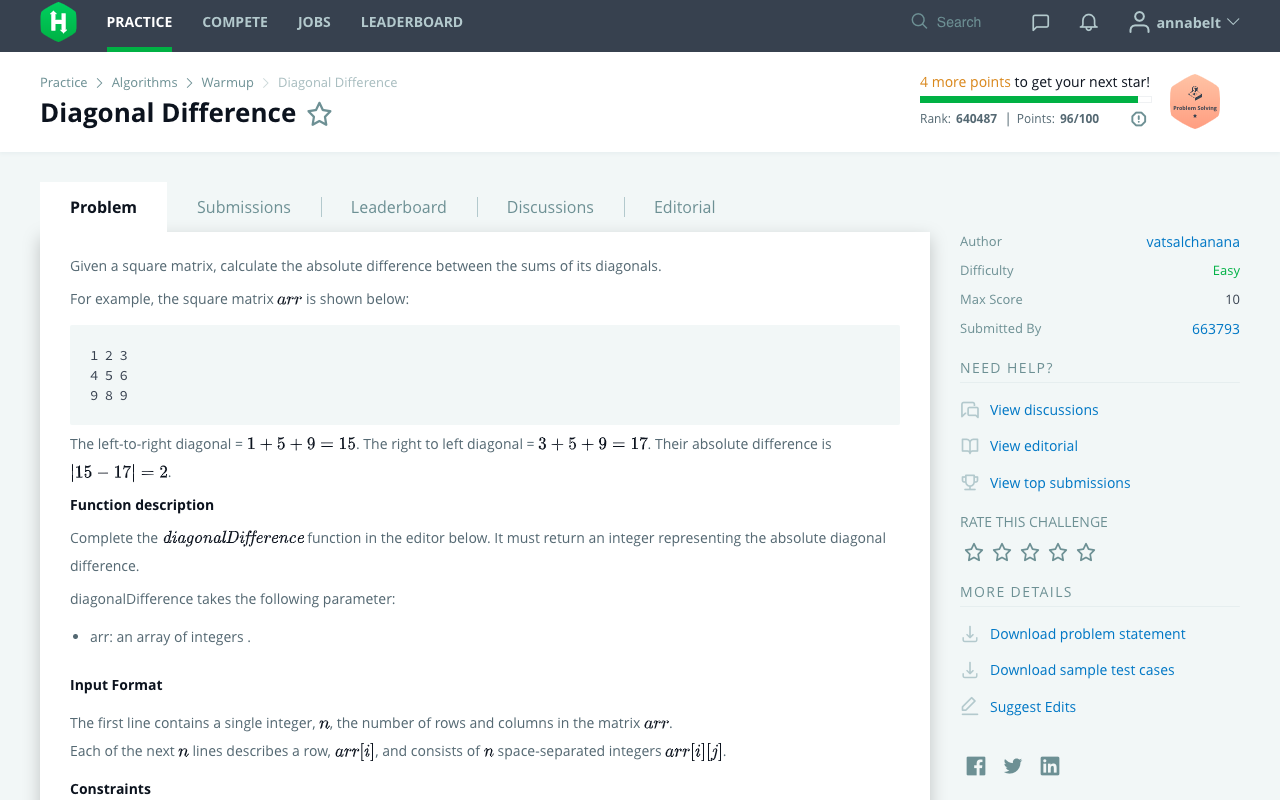 PRACTICE COMPETE JOBS LEADERBOARD Search annabelt
Practice > Algorithms > Warmup > Diagonal Difference
Diagonal Difference
4 more points to get your next star!
Rank: 640487 | Points: 96/100
Problem Solving
Problem Submissions Leaderboard Discussions Editorial
Given a square matrix, calculate the absolute difference between the sums of its diagonals.
For example, the square matrix arr is shown below:
1 2 3
4 5 6
9 8 9
The left-to-right diagonal = 1 + 5 + 9 = 15. The right to left diagonal = 3 + 5 + 9 = 17. Their absolute difference is
|15 − 17| = 2.
Function description
Complete the diagonalDifference function in the editor below. It must return an integer representing the absolute diagonal
difference.
diagonalDifference takes the following parameter:
• arr: an array of integers .
Input Format
The first line contains a single integer, n, the number of rows and columns in the matrix arr.
Each of the next n lines describes a row, arr[i], and consists of n space-separated integers arr[i][j].
Constraints
Author vatsalchanana
Difficulty Easy
Max Score 10
Submitted By 663793
NEED HELP?
View discussions
View editorial
View top submissions
RATE THIS CHALLENGE
MORE DETAILS
Download problem statement
Download sample test cases
Suggest Edits